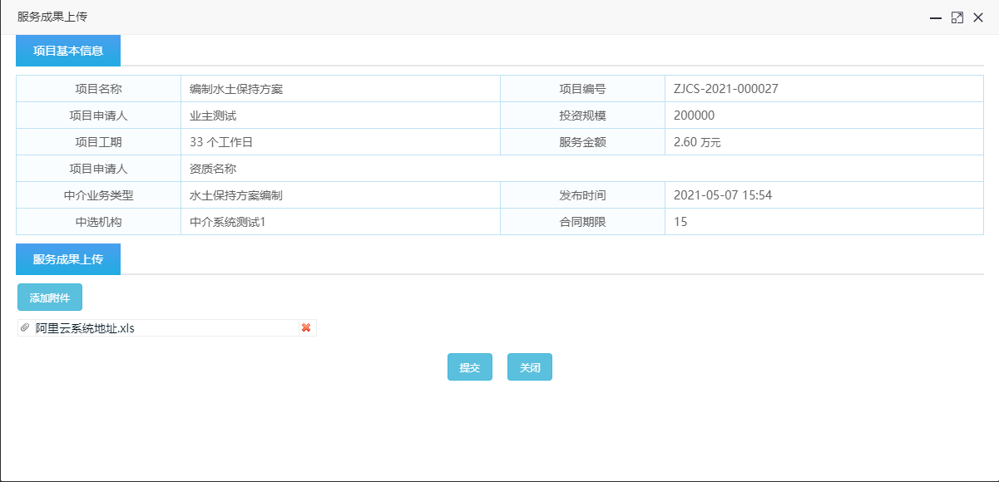 服务成果上传
项目基本信息
项目名称 编制水土保持方案 项目编号 ZJCS-2021-000027
项目申请人 业主测试 投资规模 200000
项目工期 33 个工作日 服务金额 2.60 万元
项目申请人 资质名称
中介业务类型 水土保持方案编制 发布时间 2021-05-07 15:54
中选机构 中介系统测试1 合同期限 15
服务成果上传
添加附件
阿里云系统地址.xls
提交 关闭